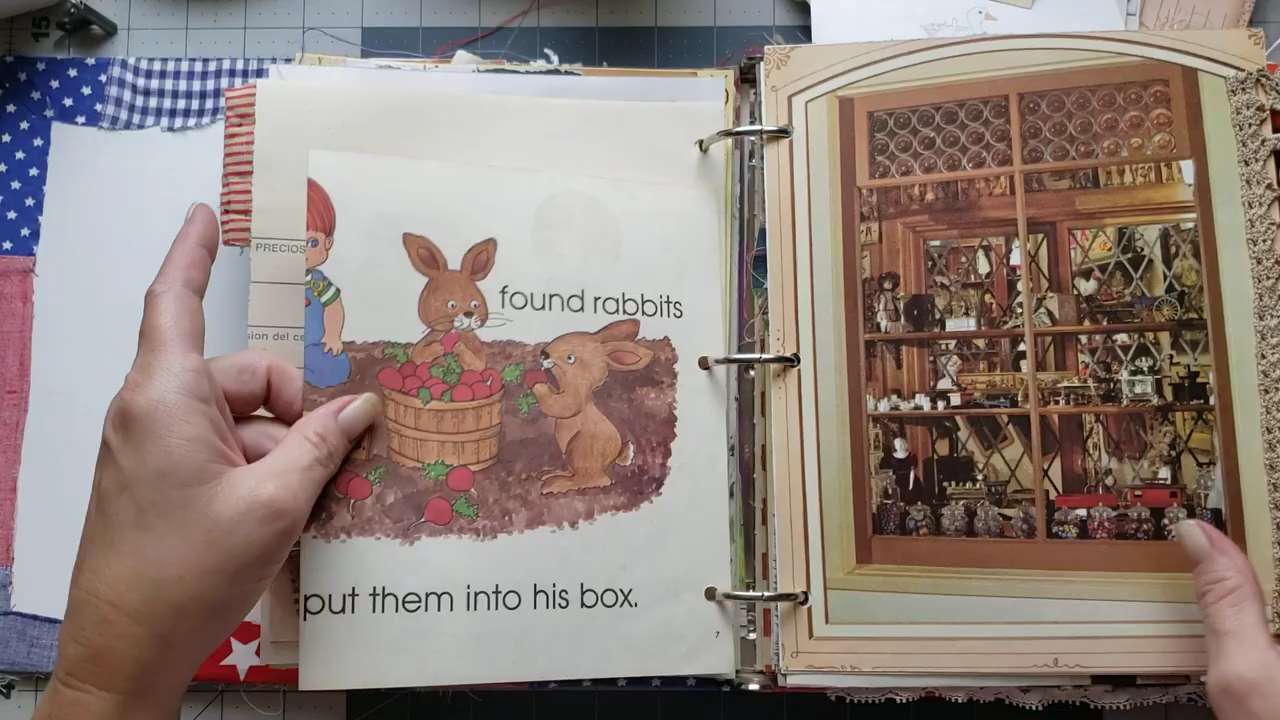 15
PRECIOS
found rabbits
sion del ce
put them into his box.
7